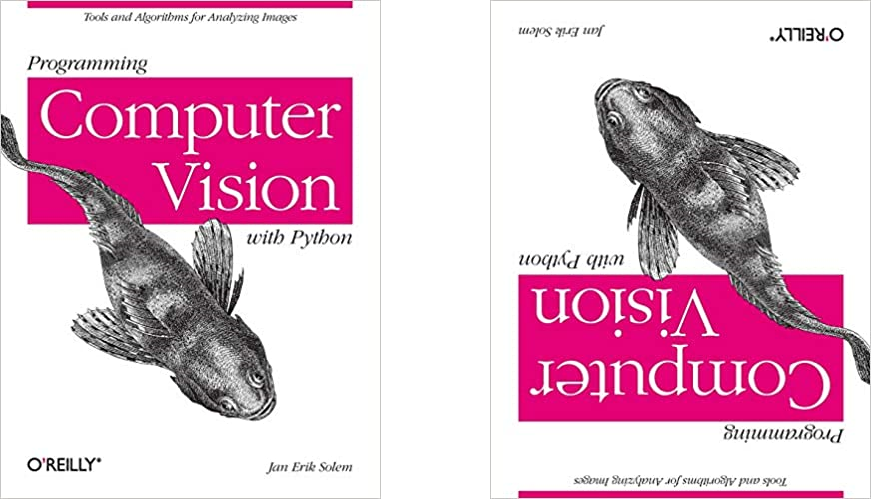 Tools and Algorithms for Analyzing Images
Programming
Computer
Vision
with Python
O'REILLY®
Jan Erik Solem
Jan Erik Solem
O'REILLY®
with Python
Vision
Computer
Programming
Tools and Algorithms for Analyzing Images